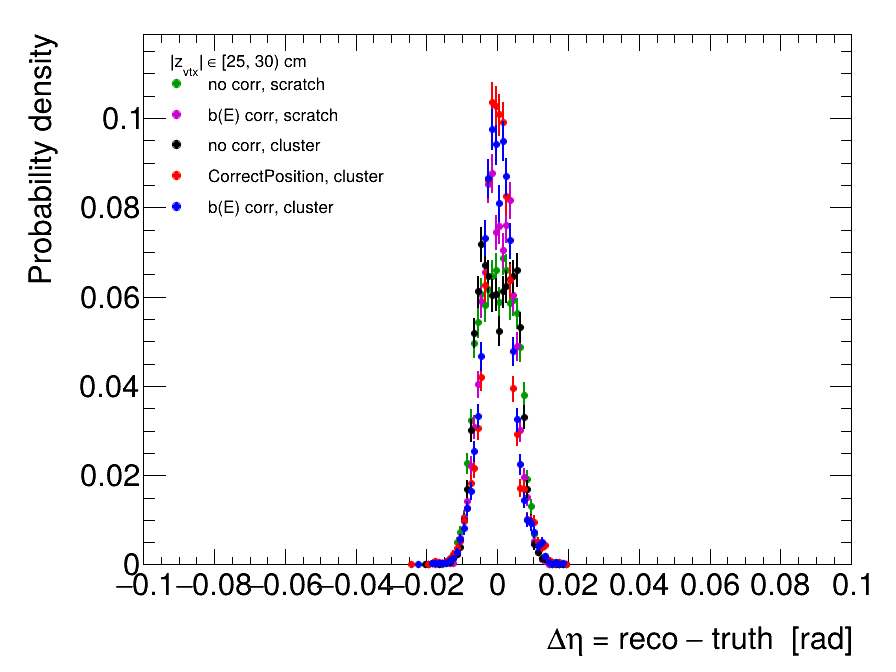 Probability density
|z_vtx| ∈ [25, 30) cm
no corr, scratch
b(E) corr, scratch
no corr, cluster
CorrectPosition, cluster
b(E) corr, cluster
0.1
0.08
0.06
0.04
0.02
0
−0.1 −0.08 −0.06 −0.04 −0.02 0 0.02 0.04 0.06 0.08 0.1
Δη = reco − truth [rad]